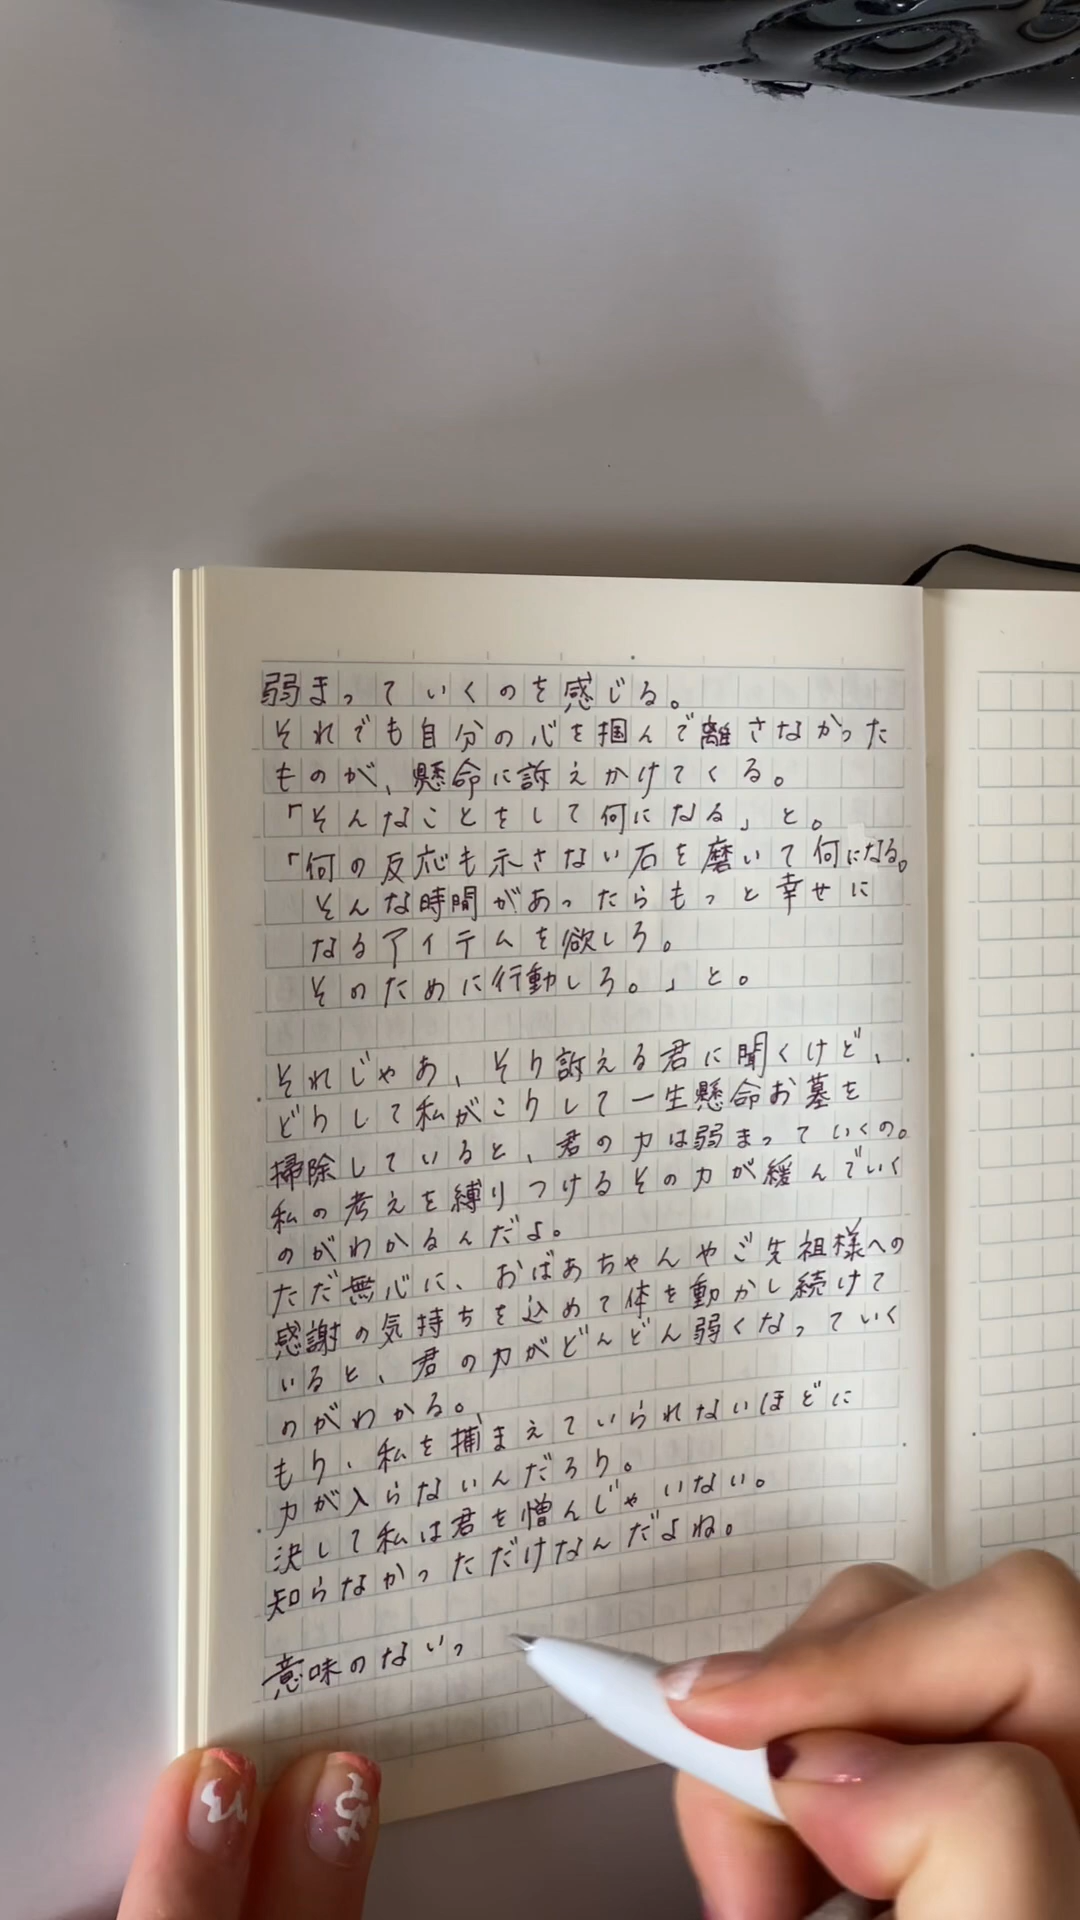 弱まっていくのを感じる。
それでも自分の心を掴んで離さなかった
ものが、懸命に訴えかけてくる。
「そんなことをして何になる」と。
「何の反応も示さない石を磨いて何になる。
そんな時間があったらもっと幸せに
なるアイテムを欲しろ。
そのために行動しろ。」と。
それじゃあ、そう訴える君に聞くけど、
どうして私がこうして一生懸命お墓を
掃除していると、君の力は弱まっていくの。
私の考えを縛りつけるその力が緩んでいく
のがわかるんだよ。
ただ無心に、おばあちゃんやご先祖様への
感謝の気持ちを込めて体を動かし続けて
いると、君の力がどんどん弱くなっていく
のがわかる。
もう、私を捕まえていられないほどに
力が入らないんだろう。
決して私は君を憎んじゃいない。
知らなかっただけなんだよね。
意味のないっ